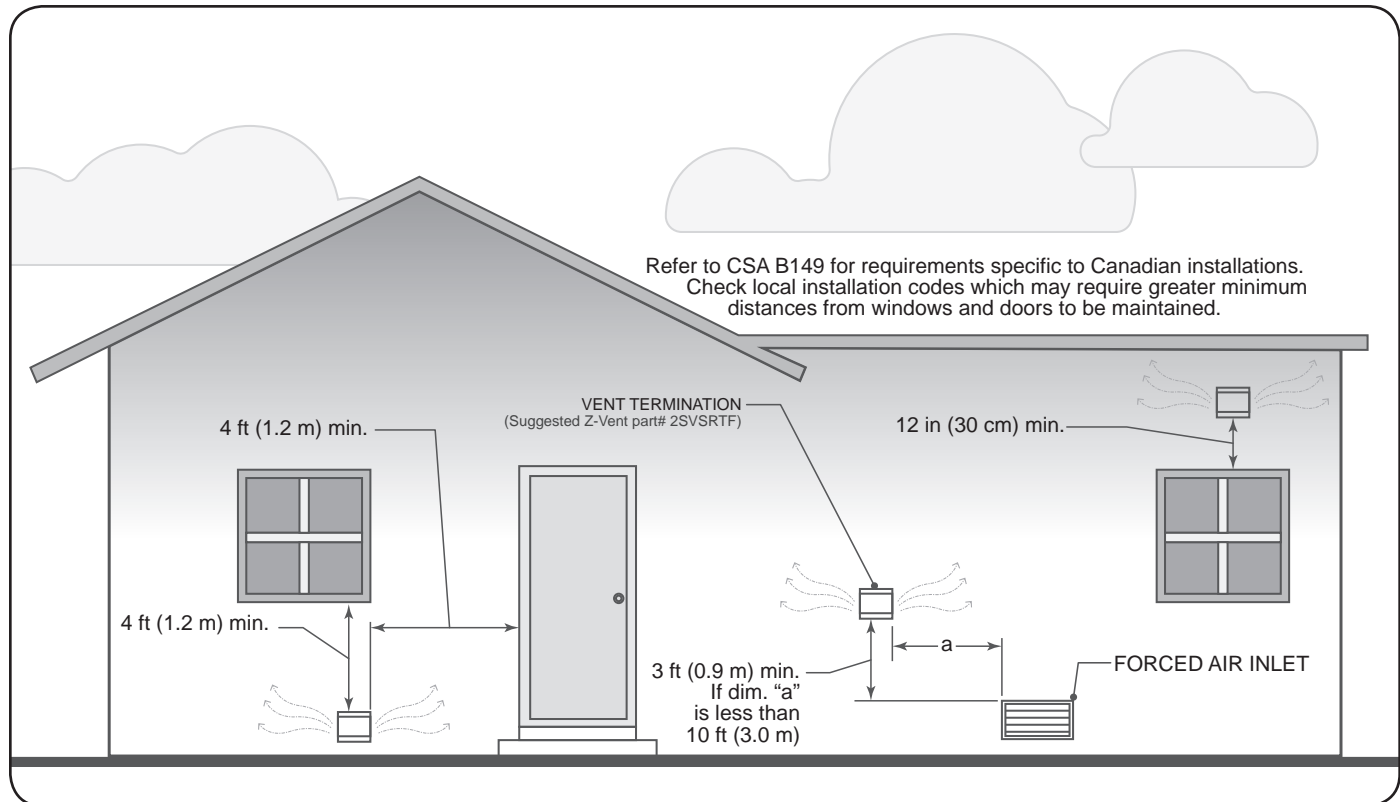 Refer to CSA B149 for requirements specific to Canadian installations.
Check local installation codes which may require greater minimum
distances from windows and doors to be maintained.
VENT TERMINATION
(Suggested Z-Vent part# 2SVSRTF)
4 ft (1.2 m) min.
12 in (30 cm) min.
4 ft (1.2 m) min.
a
3 ft (0.9 m) min.
If dim. “a”
is less than
10 ft (3.0 m)
FORCED AIR INLET